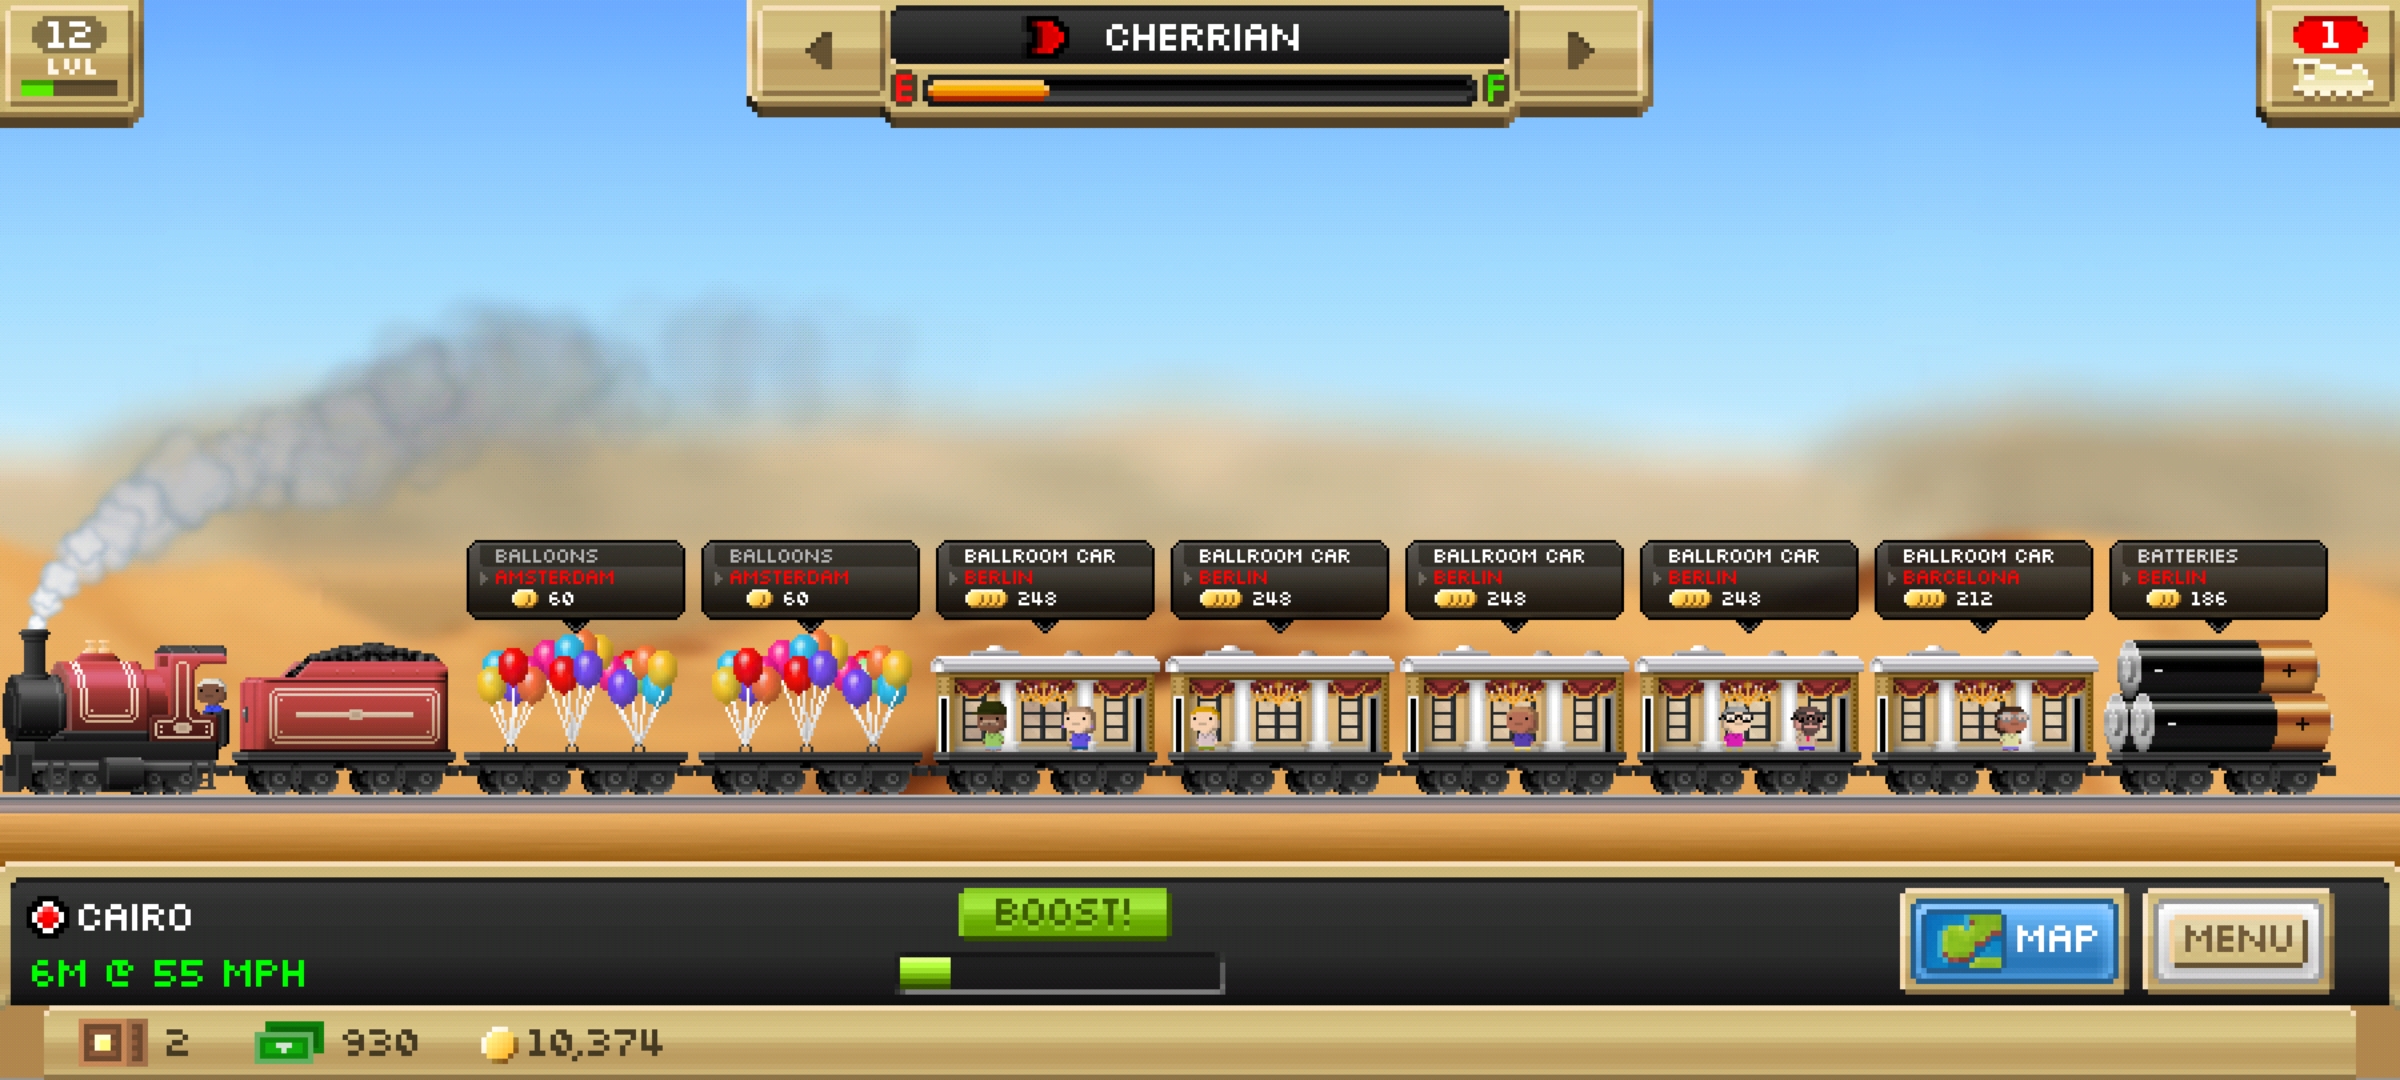 12
LVL
CHERRIAN
E F
1
BALLOONS
AMSTERDAM
60
BALLOONS
AMSTERDAM
60
BALLROOM CAR
BERLIN
248
BALLROOM CAR
BERLIN
248
BALLROOM CAR
BERLIN
248
BALLROOM CAR
BERLIN
248
BALLROOM CAR
BARCELONA
212
BATTERIES
BERLIN
186
- +
- +
CAIRO
6M @ 55 MPH
BOOST!
MAP
MENU
2 930 10,374